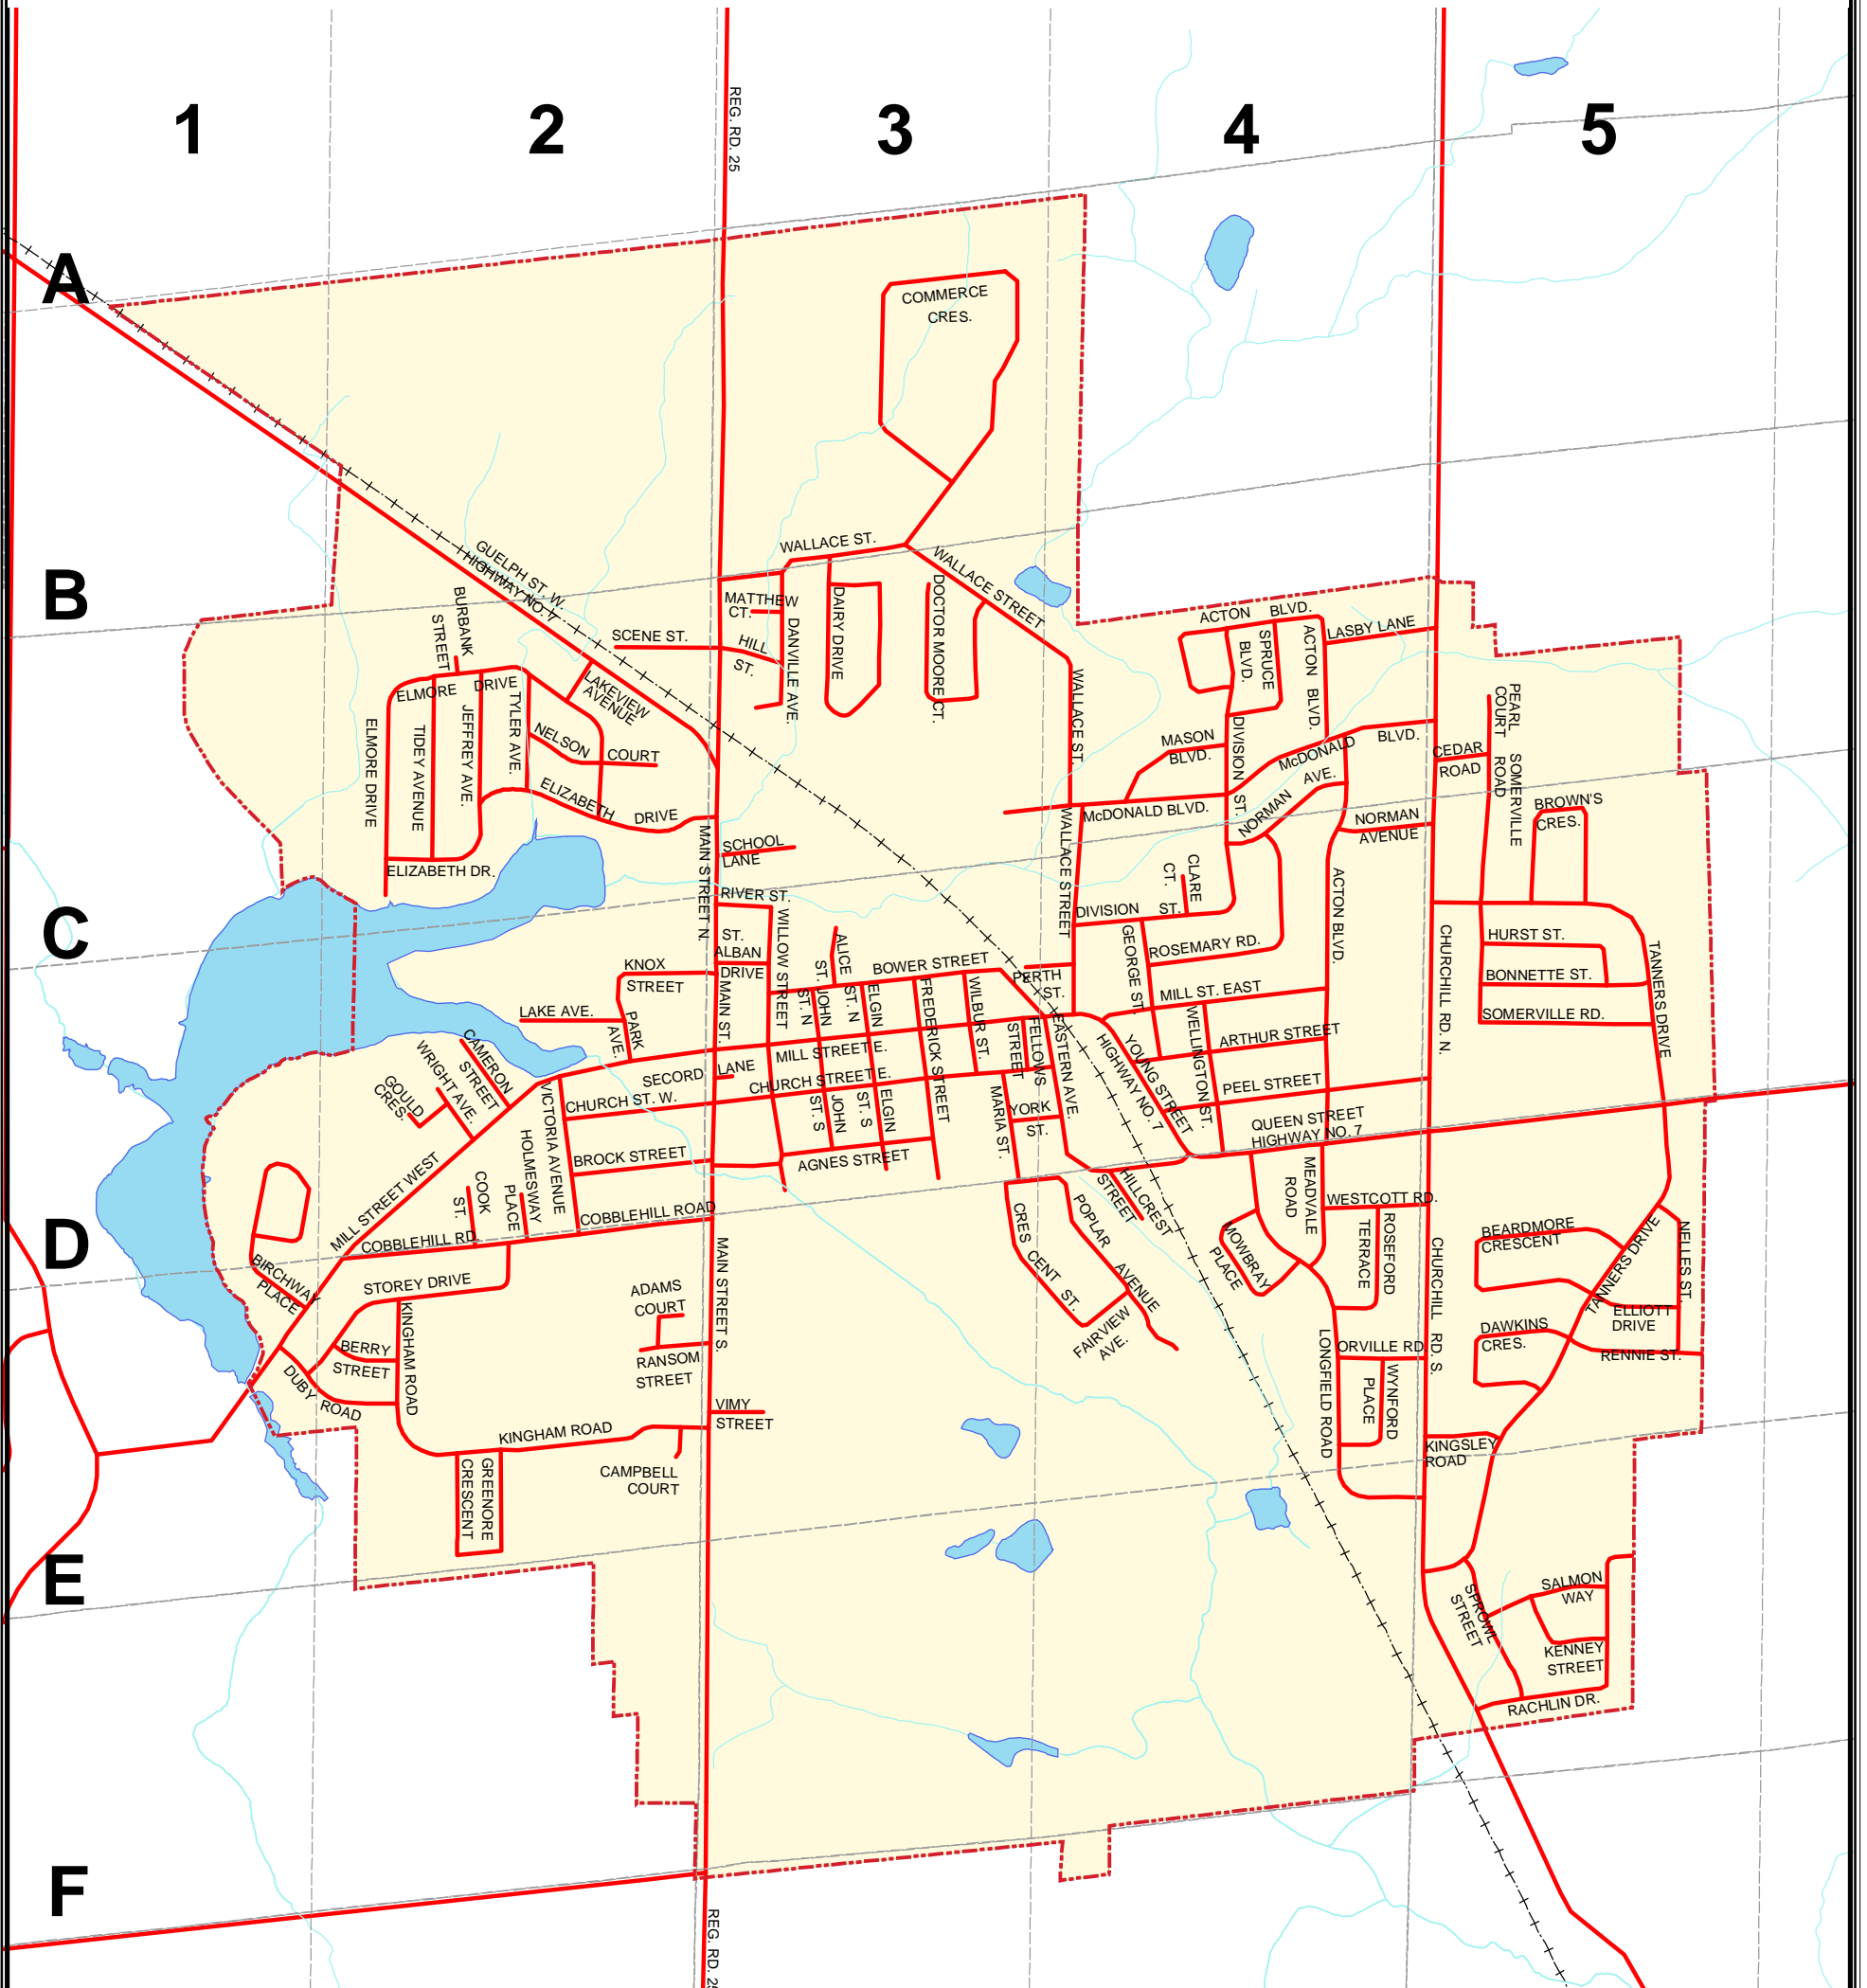 1
2
3
4
5
REG. RD. 25
A
COMMERCE
CRES.
B
GUELPH ST. W.
HIGHWAY NO. 7
WALLACE ST.
WALLACE STREET
BURBANK
STREET
MATTHEW
CT.
SCENE ST.
HILL
ST.
DANVILLE AVE.
DAIRY DRIVE
DOCTOR MOORE CT.
ACTON BLVD.
LASBY LANE
SPRUCE
BLVD.
ACTON BLVD.
ELMORE DRIVE
LAKEVIEW
AVENUE
ELMORE DRIVE
TIDEY AVENUE
JEFFREY AVE.
TYLER AVE.
NELSON COURT
ELIZABETH DRIVE
ELIZABETH DR.
WALLACE ST.
MASON
BLVD.
DIVISION ST.
McDONALD BLVD.
McDONALD BLVD.
NORMAN AVE.
NORMAN
AVENUE
PEARL
COURT
CEDAR
ROAD
SOMERVILLE
ROAD
BROWN'S
CRES.
SCHOOL
LANE
MAIN STREET N.
RIVER ST.
WALLACE STREET
CLARE
CT.
DIVISION ST.
ACTON BLVD.
C
ST.
ALBAN
DRIVE
WILLOW STREET
ALICE
ST.
BOWER STREET
PERTH
ST.
GEORGE ST.
ROSEMARY RD.
CHURCHILL RD. N.
HURST ST.
BONNETTE ST.
SOMERVILLE RD.
TANNERS DRIVE
KNOX
STREET
LAKE AVE.
PARK
AVE.
MAIN ST.
JOHN
ST. N
ELGIN
ST. N
FREDERICK STREET
WILBUR ST.
FELLOWS
STREET
EASTERN AVE.
MILL ST. EAST
ARTHUR STREET
WELLINGTON ST.
YOUNG STREET
HIGHWAY NO. 7
PEEL STREET
QUEEN STREET
HIGHWAY NO. 7
MILL STREET E.
SECORD LANE
CHURCH STREET E.
CHURCH ST. W.
CAMERON
STREET
WRIGHT AVE.
GOULD
CRES.
VICTORIA AVENUE
HOLMESWAY
PLACE
COOK
ST.
BROCK STREET
JOHN
ST. S
ELGIN
ST. S
AGNES STREET
MARIA ST.
YORK
ST.
D
MILL STREET WEST
COBBLEHILL RD.
COBBLEHILL ROAD
BIRCHWAY
PLACE
STOREY DRIVE
KINGHAM ROAD
BERRY
STREET
DUBY ROAD
ADAMS
COURT
RANSOM
STREET
MAIN STREET S.
VIMY
STREET
KINGHAM ROAD
CAMPBELL
COURT
GREENORE
CRESCENT
CRESCENT ST.
POPLAR AVENUE
FAIRVIEW
AVE.
HILLCREST
STREET
MOWBRAY
PLACE
MEADVALE
ROAD
WESTCOTT RD.
ROSEFORD
TERRACE
LONGFIELD ROAD
ORVILLE RD.
WYNFORD
PLACE
CHURCHILL RD. S.
BEARDMORE
CRESCENT
TANNERS DRIVE
NELLES ST.
ELLIOTT
DRIVE
DAWKINS
CRES.
RENNIE ST.
KINGSLEY
ROAD
E
SPROWL
STREET
SALMON
WAY
KENNEY
STREET
RACHLIN DR.
F
REG. RD. 25